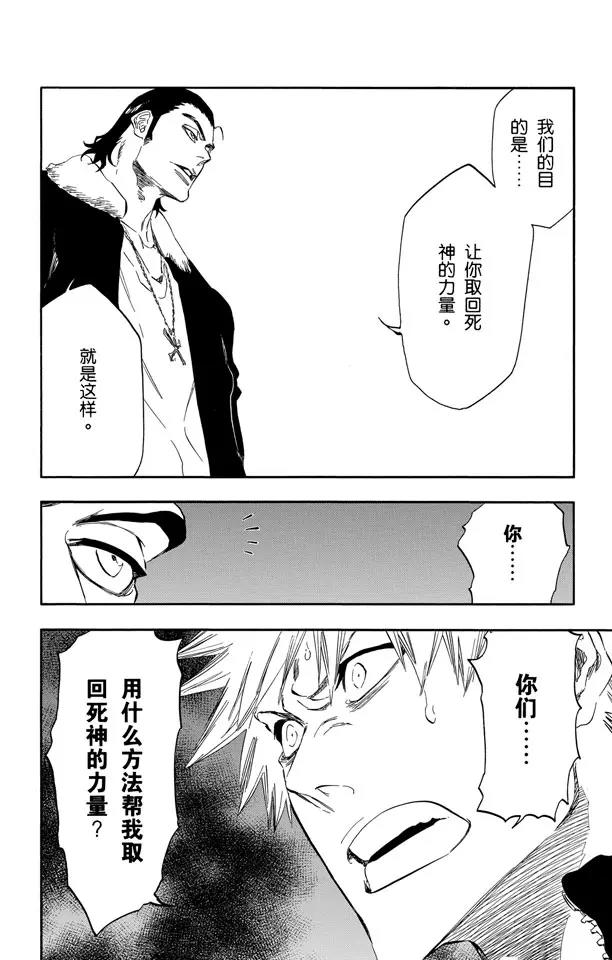 我们的目
的是……
让你取回死
神的力量。
就是这样。
你……
你们……
用什么方法帮我取
回死神的力量？